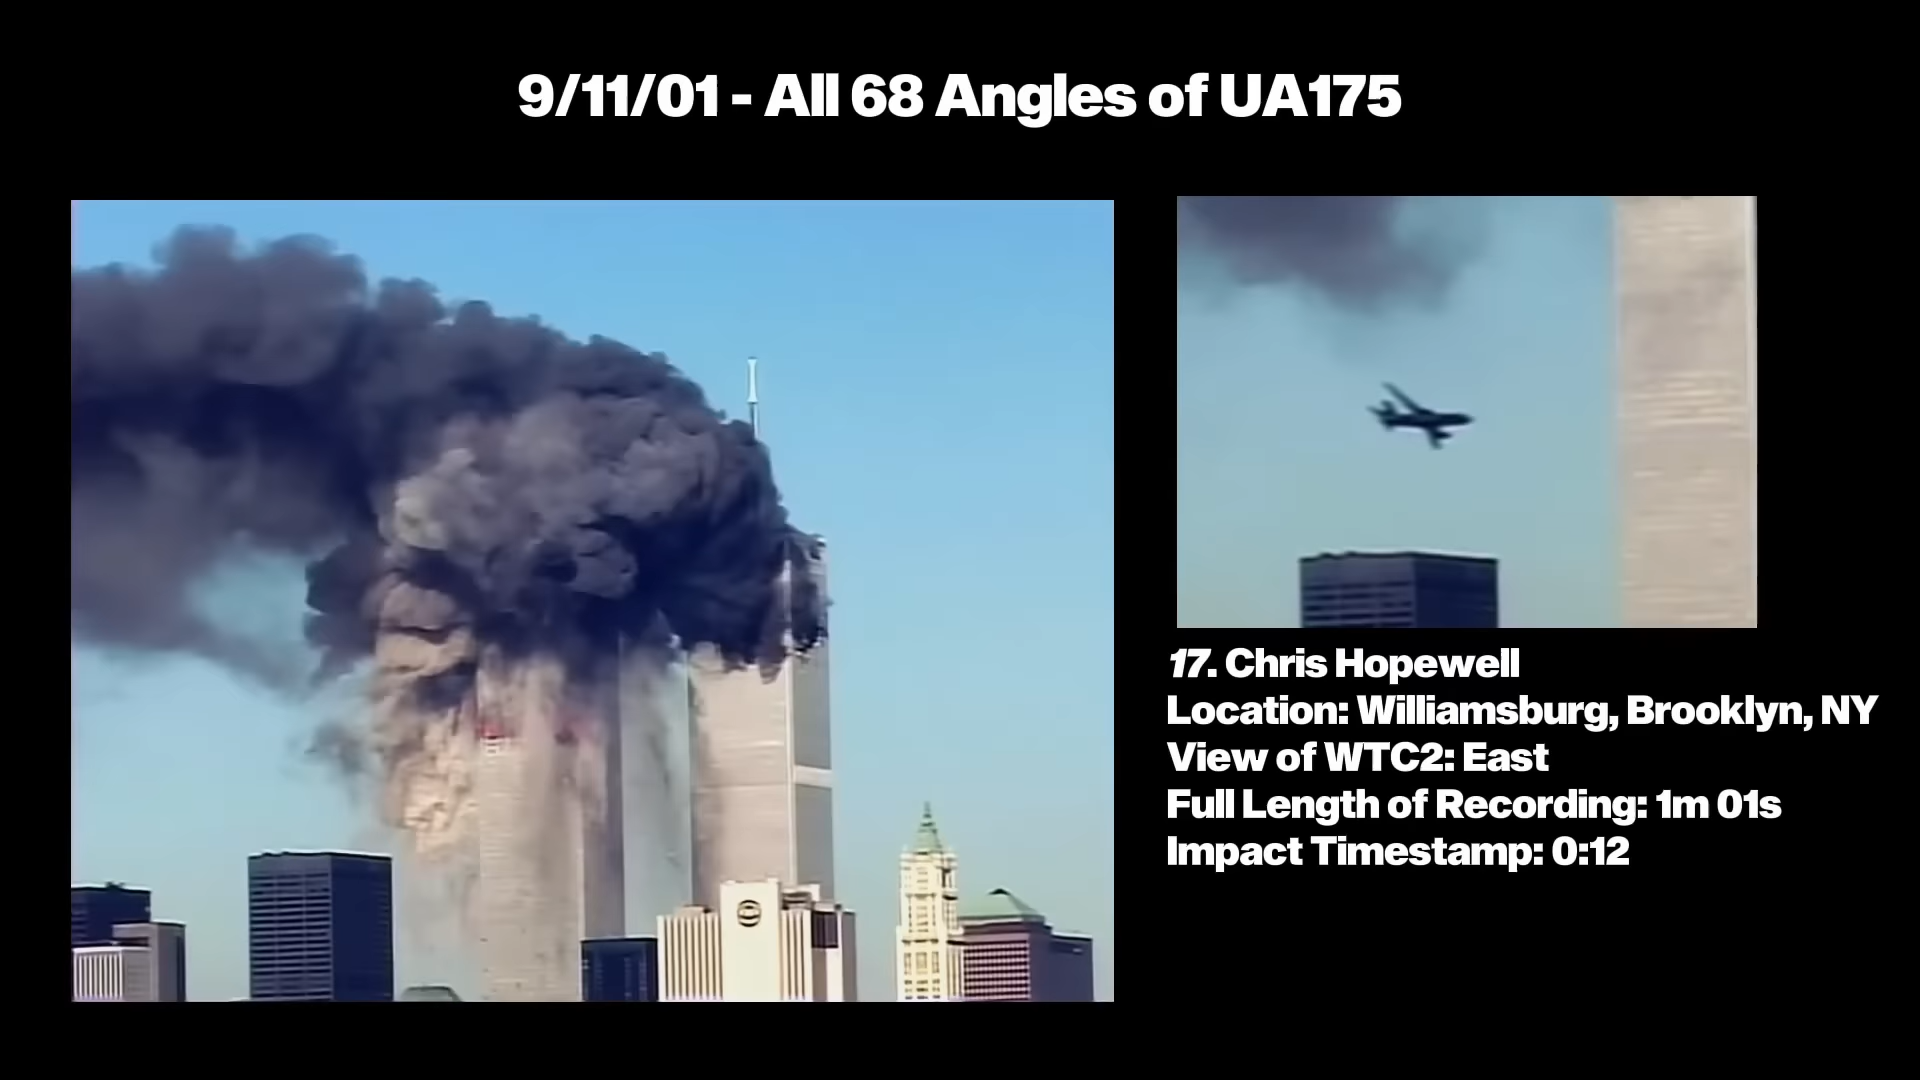 9/11/01 - All 68 Angles of UA175
17. Chris Hopewell
Location: Williamsburg, Brooklyn, NY
View of WTC2: East
Full Length of Recording: 1m 01s
Impact Timestamp: 0:12